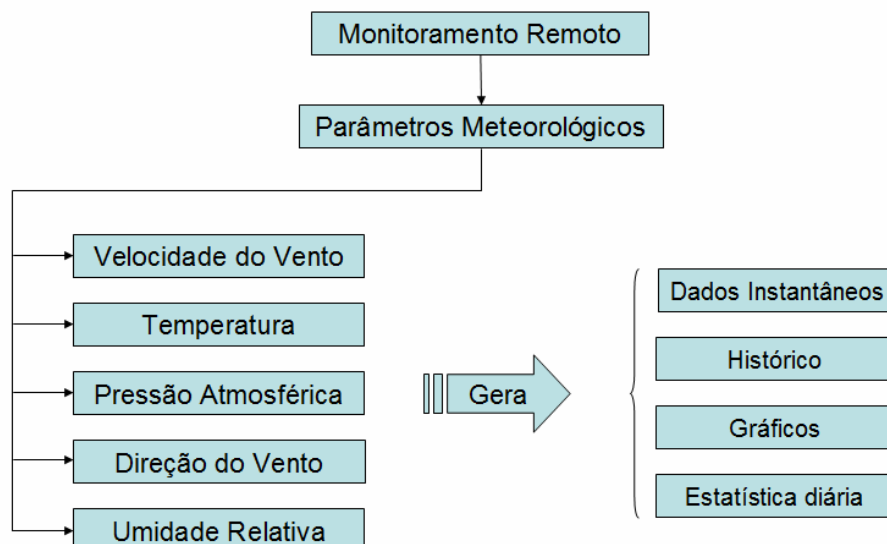 Monitoramento Remoto
Parâmetros Meteorológicos
Velocidade do Vento
Temperatura
Pressão Atmosférica
Direção do Vento
Umidade Relativa
Gera
Dados Instantâneos
Histórico
Gráficos
Estatística diária